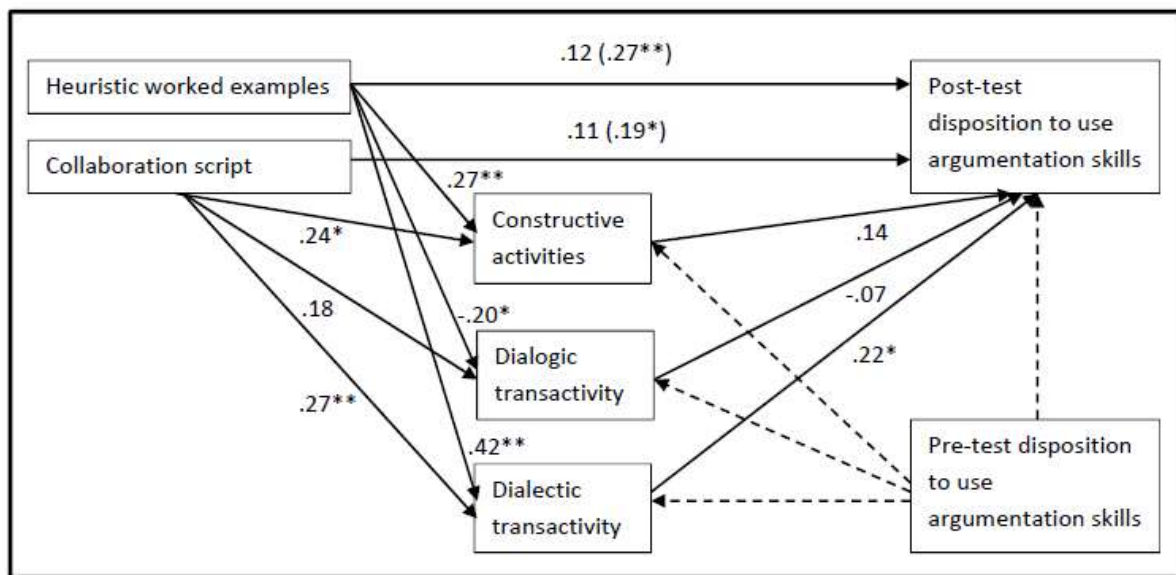 .12 (.27**)
Heuristic worked examples
Post-test
disposition to use
argumentation skills
.11 (.19*)
Collaboration script
.27**
Constructive
activities
.24*
.14
.18
-.20*
-.07
Dialogic
transactivity
.22*
.27**
.42**
Dialectic
transactivity
Pre-test disposition
to use
argumentation skills